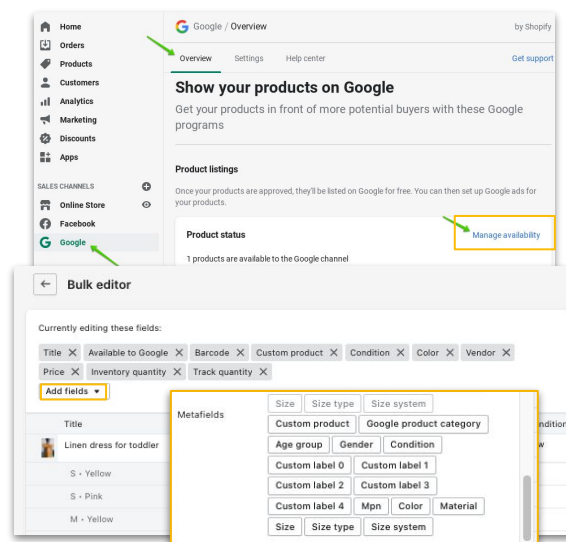 Home
Orders
Products
Customers
Analytics
Marketing
Discounts
Apps
SALES CHANNELS
Online Store
Facebook
Google
Google / Overview
by Shopify
Overview Settings Help center Get support
Show your products on Google
Get your products in front of more potential buyers with these Google
programs
Product listings
Once your products are approved, they'll be listed on Google for free. You can then set up Google ads for
your products.
Product status Manage availability
1 products are available to the Google channel
Bulk editor
Currently editing these fields:
Title Available to Google Barcode Custom product Condition Color Vendor
Price Inventory quantity Track quantity
Add fields
Title
Linen dress for toddler
S • Yellow
S • Pink
M • Yellow
Metafields
Size Size type Size system
Custom product Google product category
Age group Gender Condition
Custom label 0 Custom label 1
Custom label 2 Custom label 3
Custom label 4 Mpn Color Material
Size Size type Size system